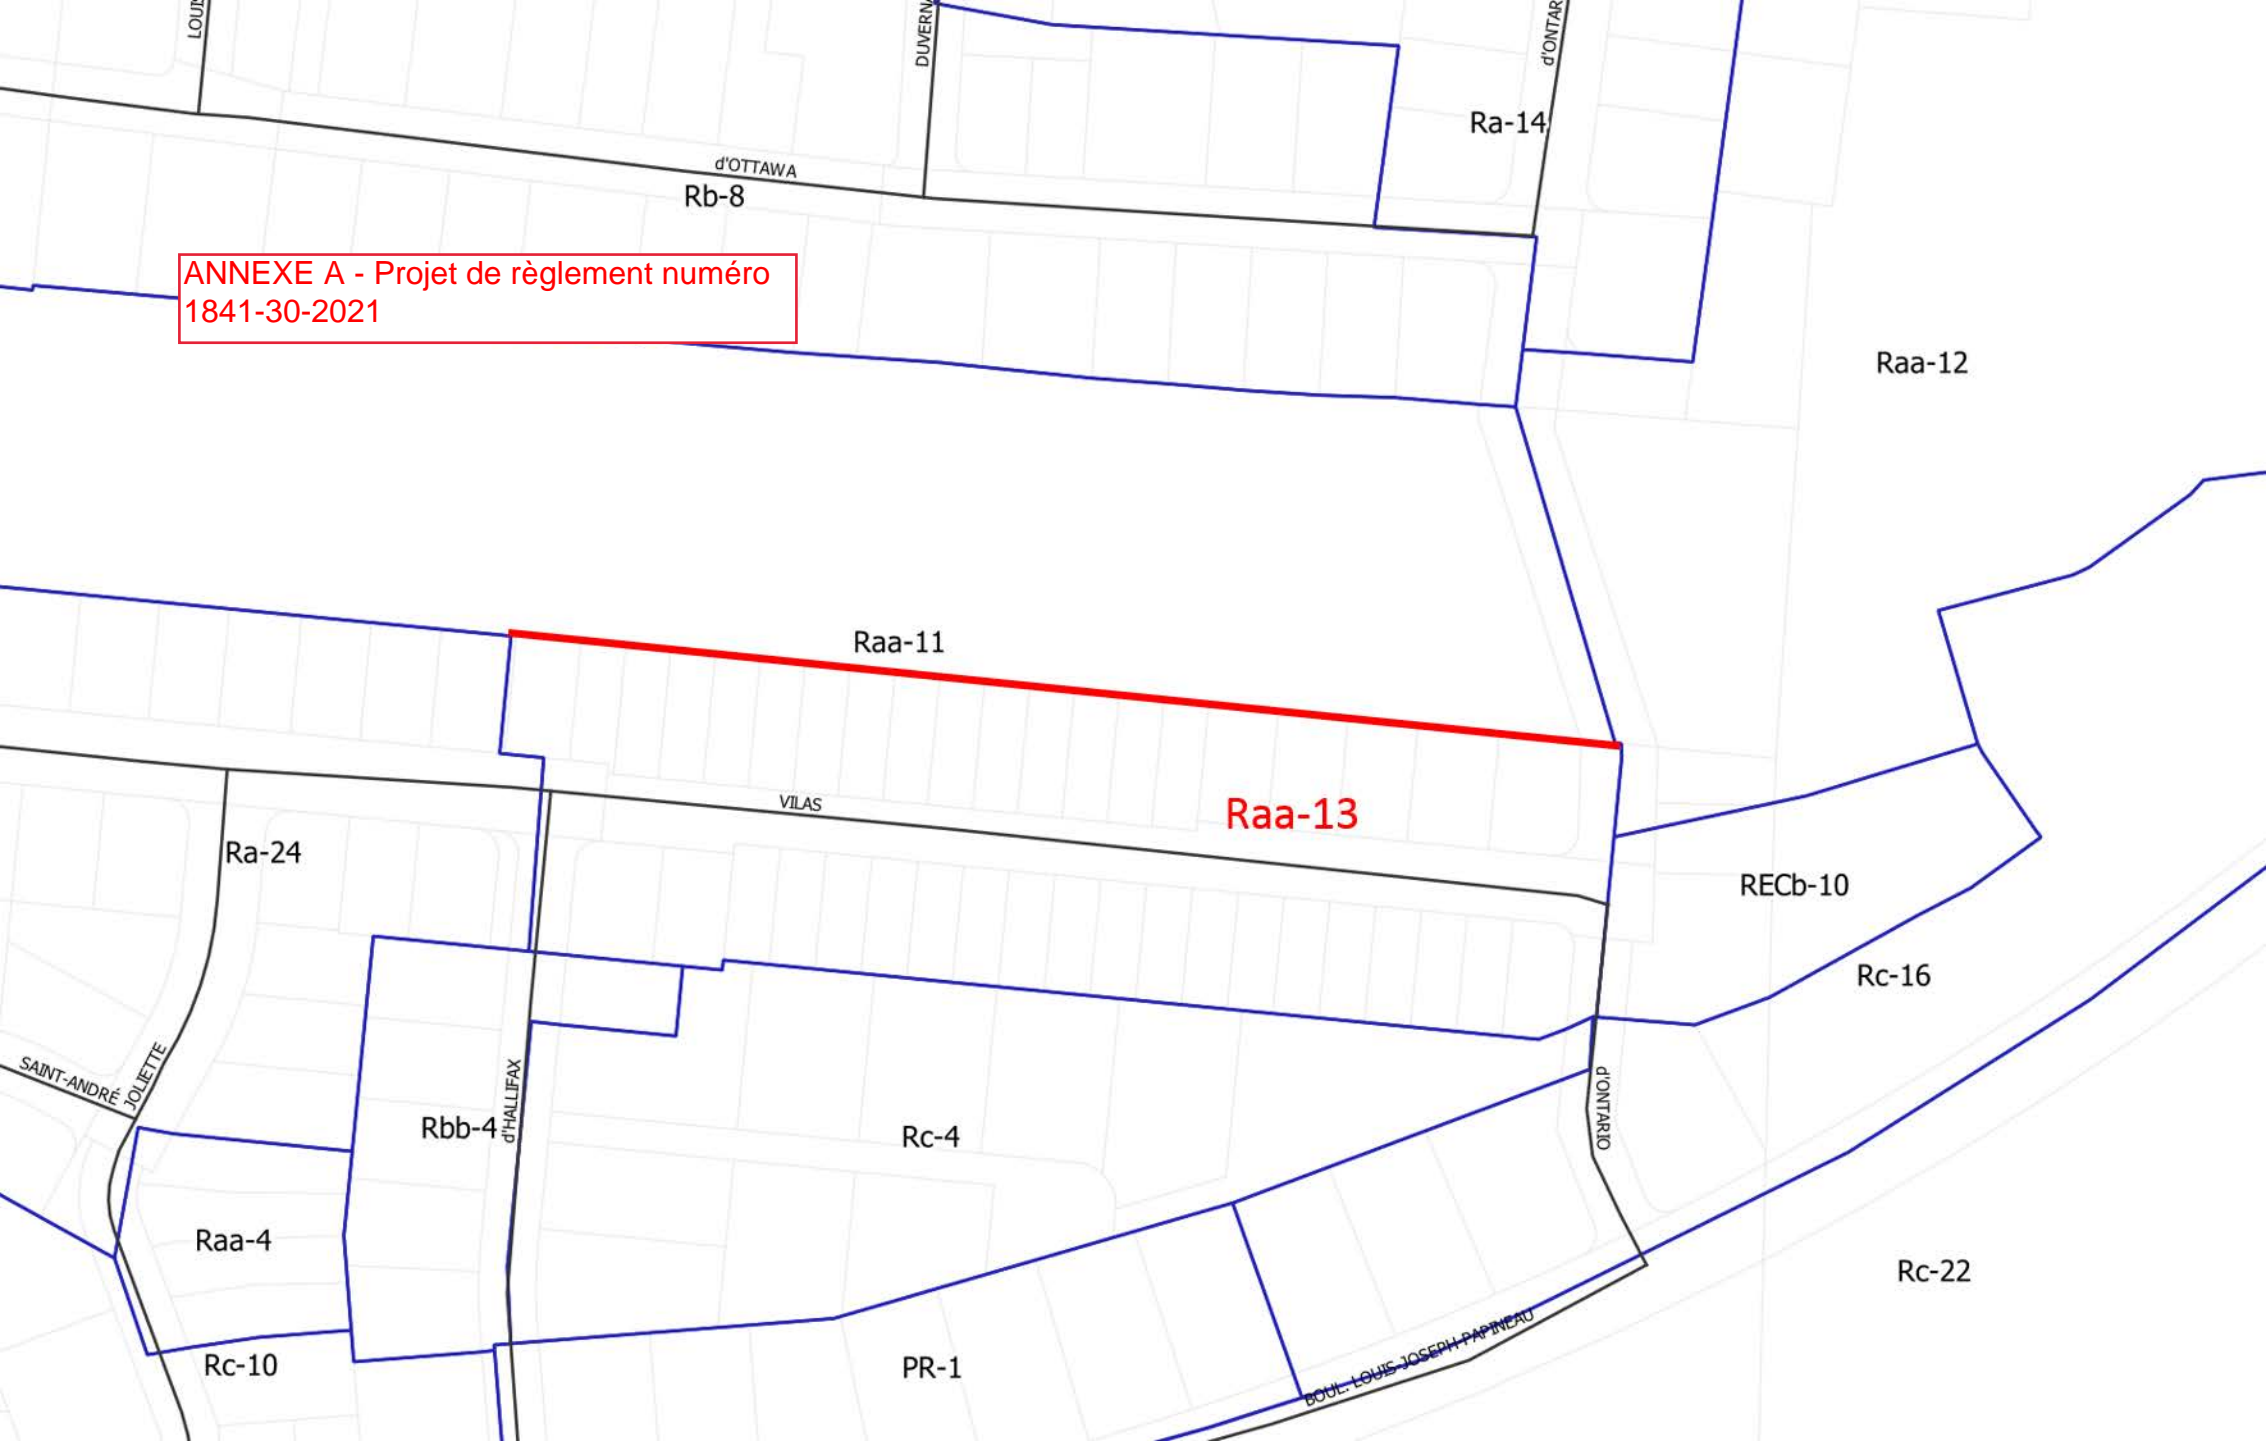 d'OTTAWA
Rb-8
Ra-14
ANNEXE A - Projet de règlement numéro
1841-30-2021
Raa-12
Raa-11
VILAS
Raa-13
Ra-24
RECb-10
Rc-16
SAINT-ANDRÉ
JOLIETTE
d'HALLIFAX
Rbb-4
Rc-4
d'ONTARIO
Raa-4
Rc-22
Rc-10
PR-1
BOUL. LOUIS-JOSEPH-PAPINEAU